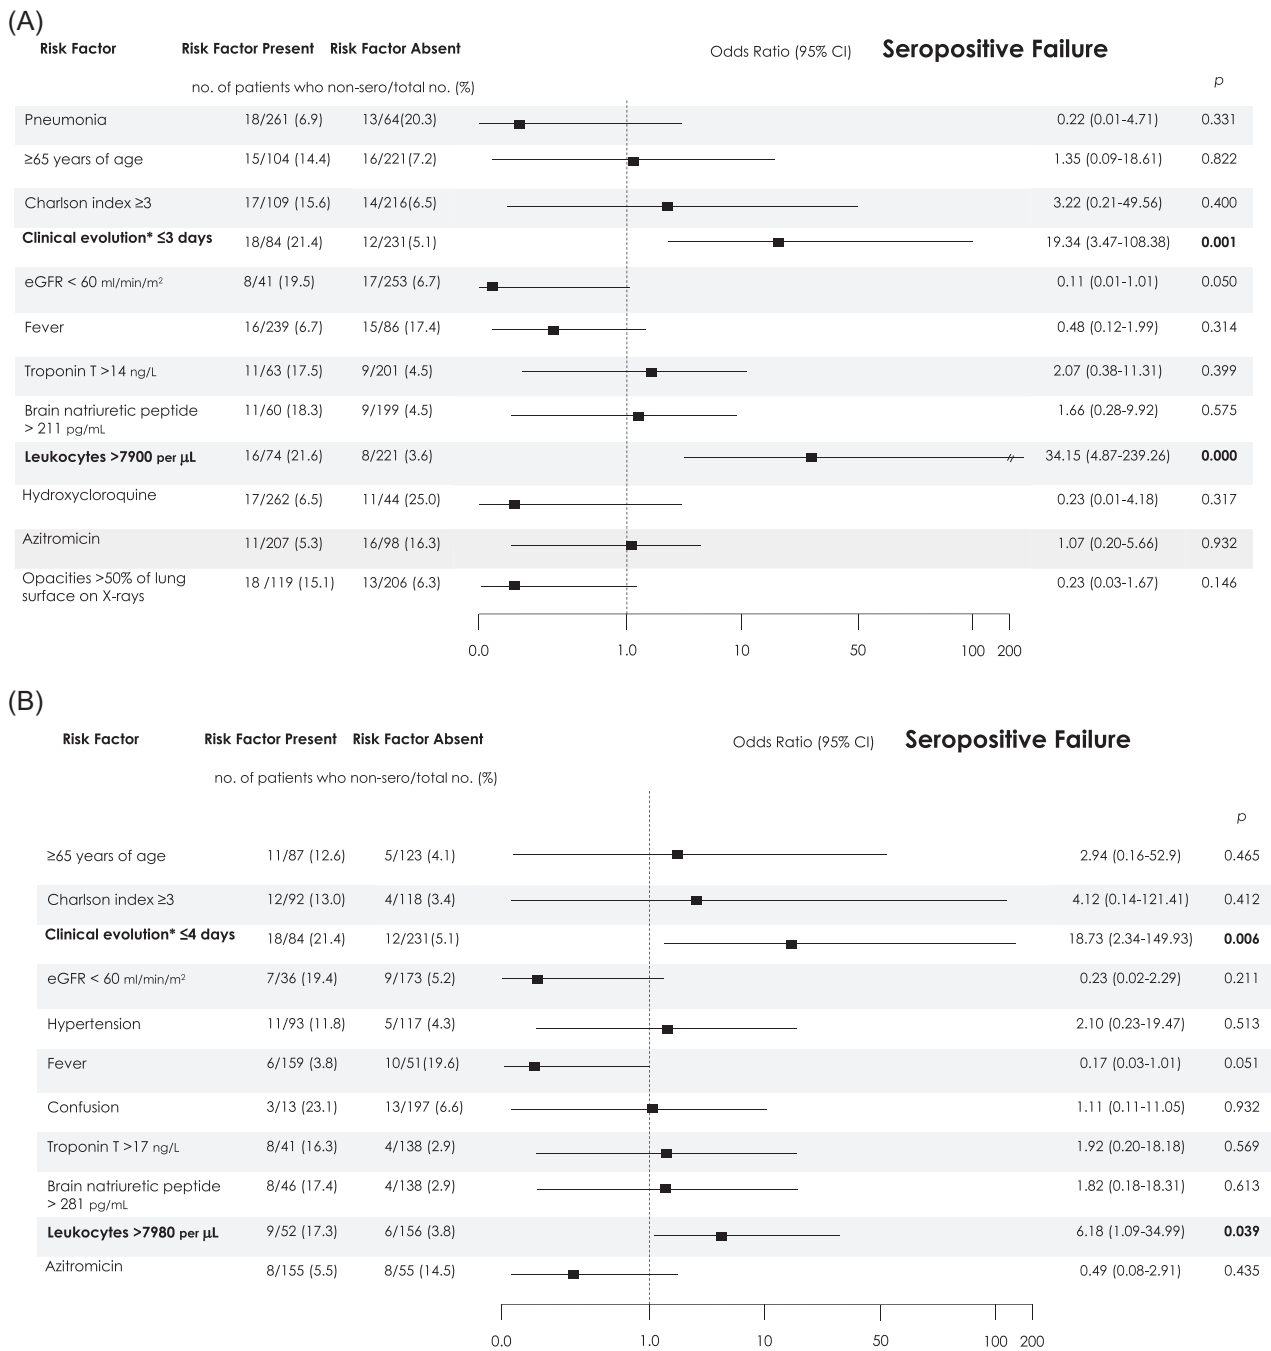 (A)
Risk Factor Risk Factor Present Risk Factor Absent Odds Ratio (95% CI) Seropositive Failure
no. of patients who non-sero/total no. (%) p
Pneumonia 18/261 (6.9) 13/64(20.3) 0.22 (0.01-4.71) 0.331
≥65 years of age 15/104 (14.4) 16/221(7.2) 1.35 (0.09-18.61) 0.822
Charlson index ≥3 17/109 (15.6) 14/216(6.5) 3.22 (0.21-49.56) 0.400
Clinical evolution* ≤3 days 18/84 (21.4) 12/231(5.1) 19.34 (3.47-108.38) 0.001
eGFR < 60 ml/min/m² 8/41 (19.5) 17/253 (6.7) 0.11 (0.01-1.01) 0.050
Fever 16/239 (6.7) 15/86 (17.4) 0.48 (0.12-1.99) 0.314
Troponin T >14 ng/L 11/63 (17.5) 9/201 (4.5) 2.07 (0.38-11.31) 0.399
Brain natriuretic peptide 11/60 (18.3) 9/199 (4.5) 1.66 (0.28-9.92) 0.575
> 211 pg/mL
Leukocytes >7900 per µL 16/74 (21.6) 8/221 (3.6) 34.15 (4.87-239.26) 0.000
Hydroxycloroquine 17/262 (6.5) 11/44 (25.0) 0.23 (0.01-4.18) 0.317
Azitromicin 11/207 (5.3) 16/98 (16.3) 1.07 (0.20-5.66) 0.932
Opacities >50% of lung 18 /119 (15.1) 13/206 (6.3) 0.23 (0.03-1.67) 0.146
surface on X-rays
0.0 1.0 10 50 100 200
(B)
Risk Factor Risk Factor Present Risk Factor Absent Odds Ratio (95% CI) Seropositive Failure
no. of patients who non-sero/total no. (%)
p
≥65 years of age 11/87 (12.6) 5/123 (4.1) 2.94 (0.16-52.9) 0.465
Charlson index ≥3 12/92 (13.0) 4/118 (3.4) 4.12 (0.14-121.41) 0.412
Clinical evolution* ≤4 days 18/84 (21.4) 12/231(5.1) 18.73 (2.34-149.93) 0.006
eGFR < 60 ml/min/m² 7/36 (19.4) 9/173 (5.2) 0.23 (0.02-2.29) 0.211
Hypertension 11/93 (11.8) 5/117 (4.3) 2.10 (0.23-19.47) 0.513
Fever 6/159 (3.8) 10/51(19.6) 0.17 (0.03-1.01) 0.051
Confusion 3/13 (23.1) 13/197 (6.6) 1.11 (0.11-11.05) 0.932
Troponin T >17 ng/L 8/41 (16.3) 4/138 (2.9) 1.92 (0.20-18.18) 0.569
Brain natriuretic peptide 8/46 (17.4) 4/138 (2.9) 1.82 (0.18-18.31) 0.613
> 281 pg/mL
Leukocytes >7980 per µL 9/52 (17.3) 6/156 (3.8) 6.18 (1.09-34.99) 0.039
Azitromicin 8/155 (5.5) 8/55 (14.5) 0.49 (0.08-2.91) 0.435
0.0 1.0 10 50 100 200